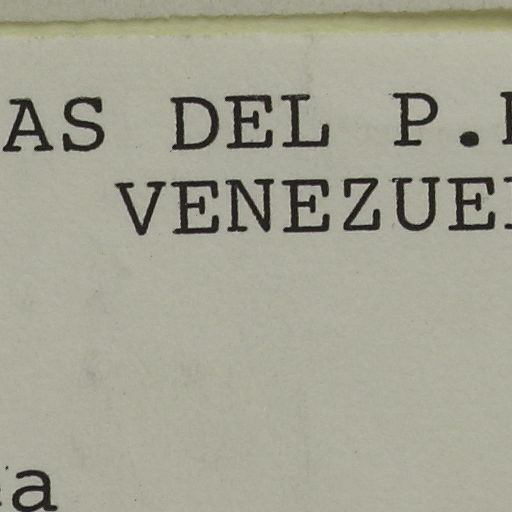 AS DEL P.
VENEZUE
a